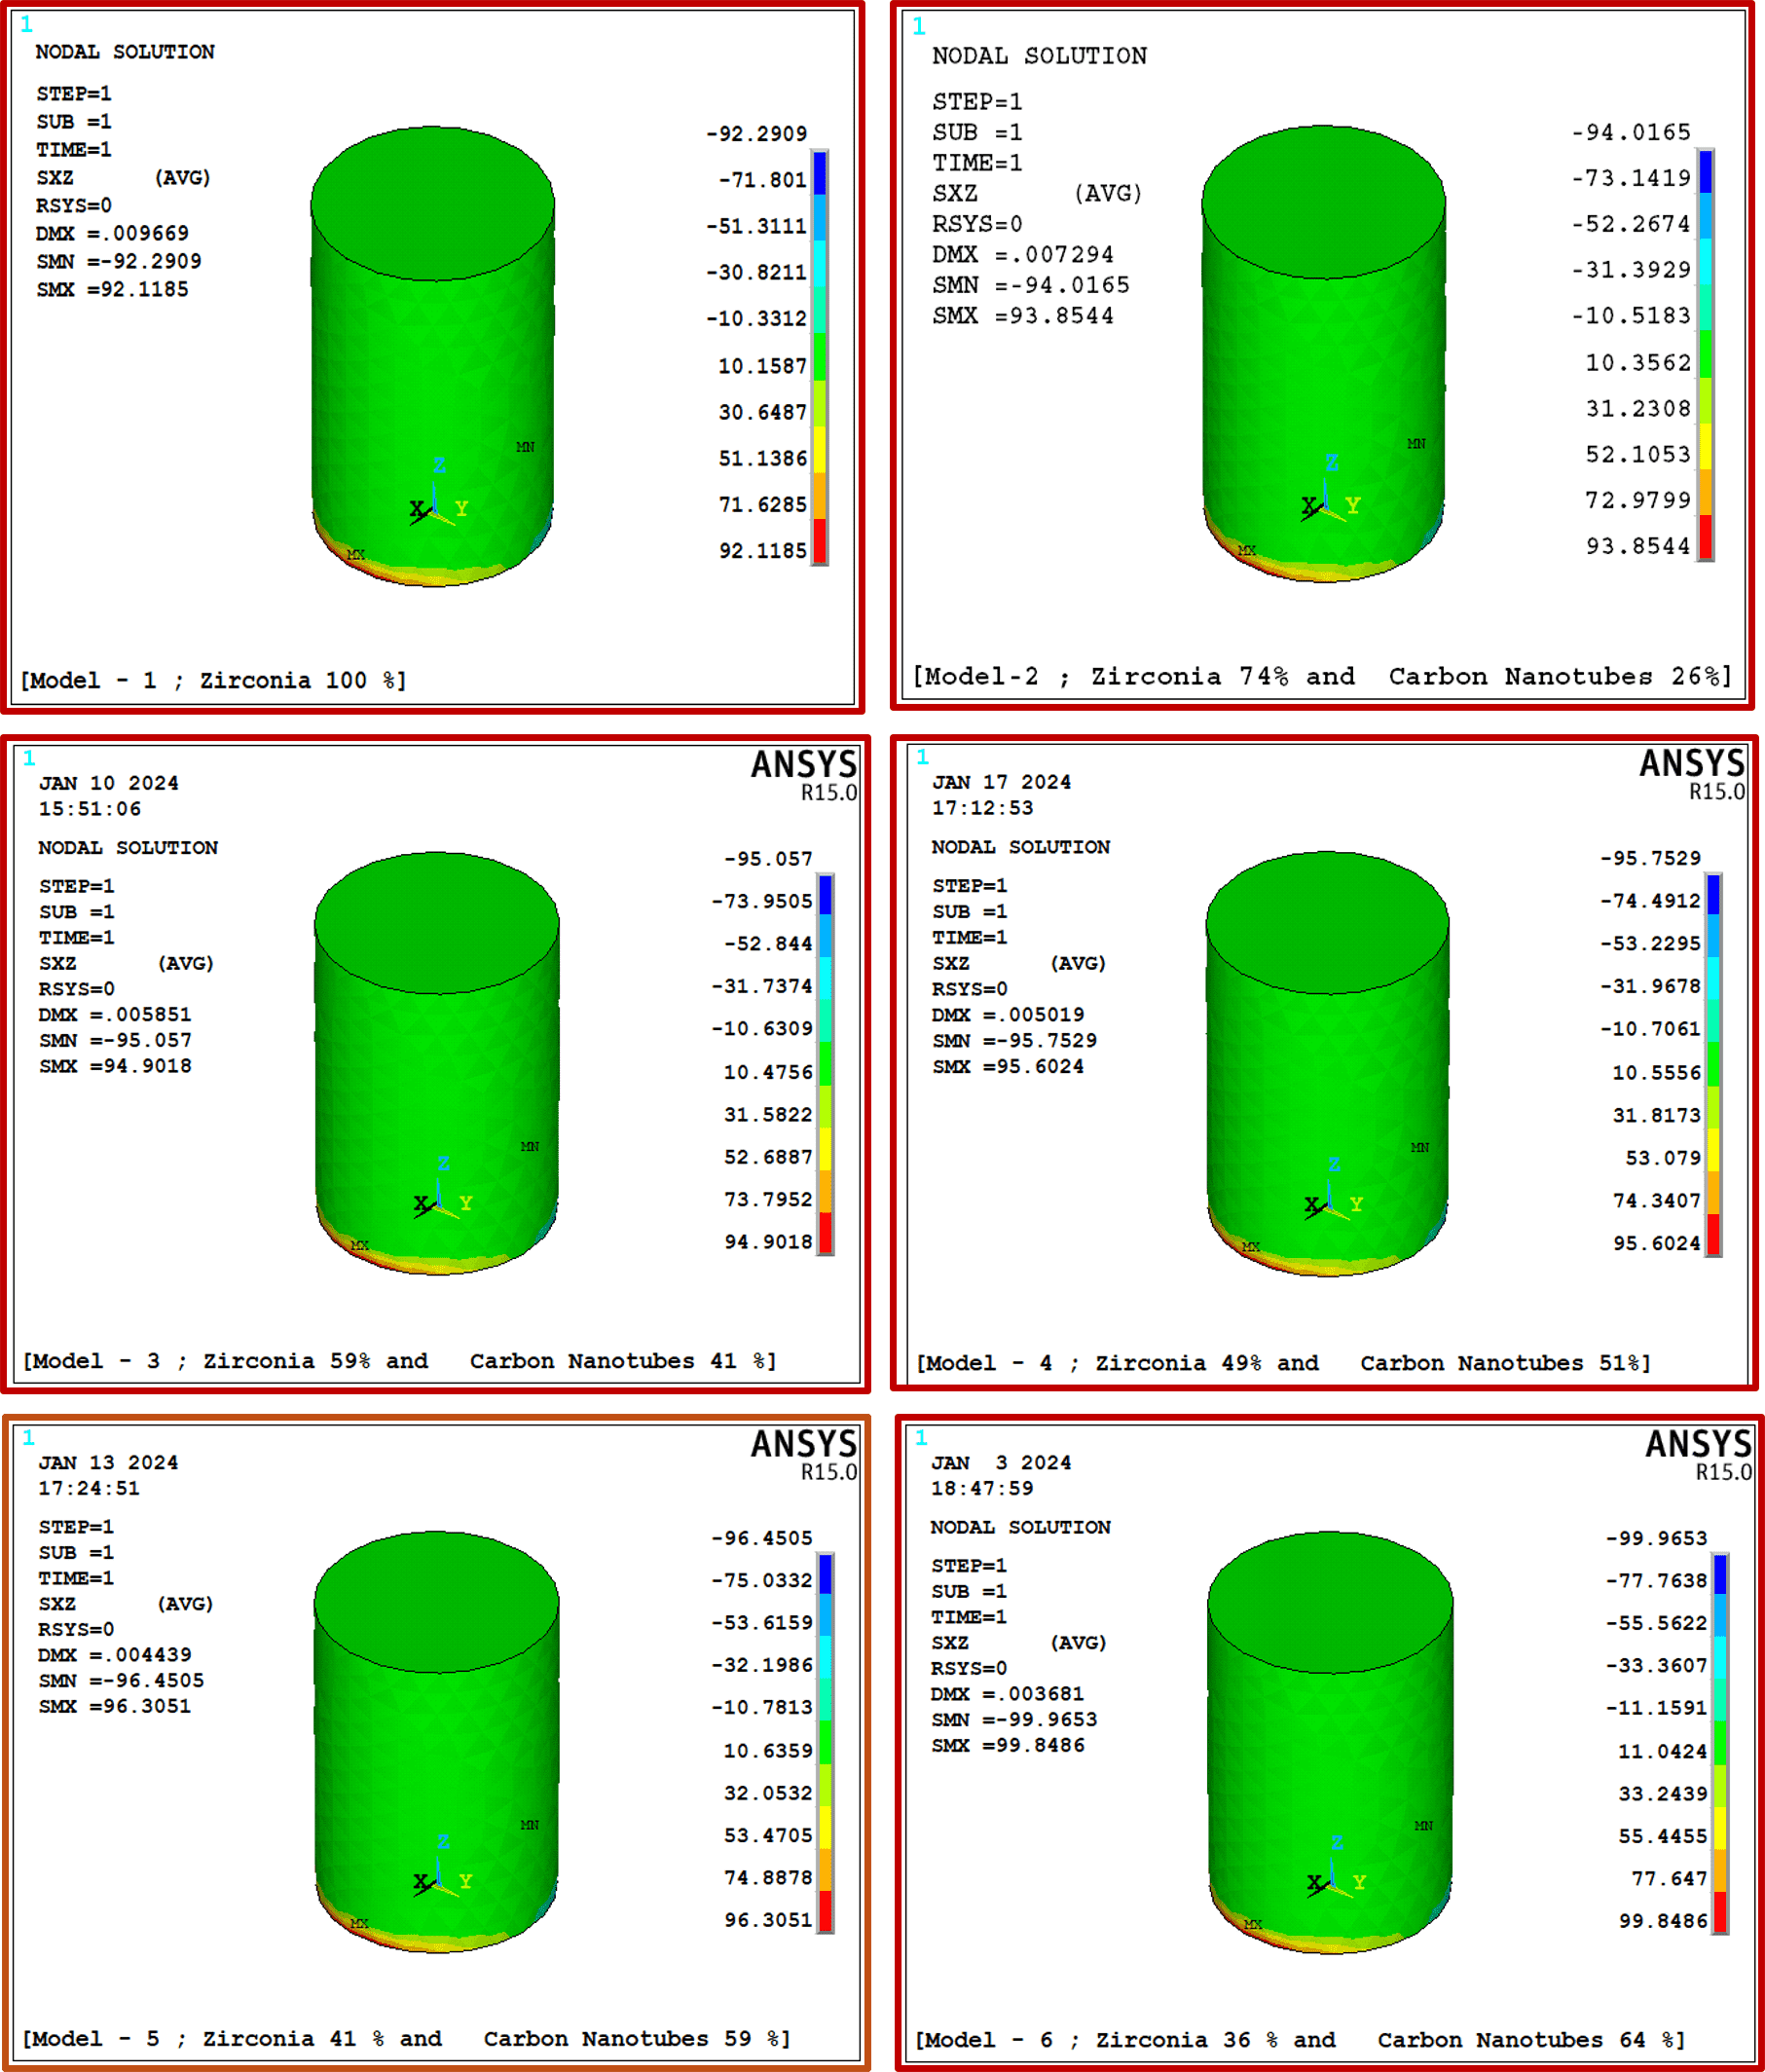 1
NODAL SOLUTION
STEP=1
SUB =1
TIME=1
SXZ (AVG)
RSYS=0
DMX =.009669
SMN =-92.2909
SMX =92.1185
-92.2909
-71.801
-51.3111
-30.8211
-10.3312
10.1587
30.6487
51.1386
71.6285
92.1185
MN
Z
X Y
MX
[Model - 1 ; Zirconia 100 %]
1
NODAL SOLUTION
STEP=1
SUB =1
TIME=1
SXZ (AVG)
RSYS=0
DMX =.007294
SMN =-94.0165
SMX =93.8544
-94.0165
-73.1419
-52.2674
-31.3929
-10.5183
10.3562
31.2308
52.1053
72.9799
93.8544
MN
Z
X Y
MX
[Model-2 ; Zirconia 74% and Carbon Nanotubes 26%]
1
ANSYS
R15.0
JAN 10 2024
15:51:06
NODAL SOLUTION
STEP=1
SUB =1
TIME=1
SXZ (AVG)
RSYS=0
DMX =.005851
SMN =-95.057
SMX =94.9018
-95.057
-73.9505
-52.844
-31.7374
-10.6309
10.4756
31.5822
52.6887
73.7952
94.9018
MN
Z
X Y
MX
[Model - 3 ; Zirconia 59% and Carbon Nanotubes 41 %]
1
ANSYS
R15.0
JAN 17 2024
17:12:53
NODAL SOLUTION
STEP=1
SUB =1
TIME=1
SXZ (AVG)
RSYS=0
DMX =.005019
SMN =-95.7529
SMX =95.6024
-95.7529
-74.4912
-53.2295
-31.9678
-10.7061
10.5556
31.8173
53.079
74.3407
95.6024
MN
Z
X Y
MX
[Model - 4 ; Zirconia 49% and Carbon Nanotubes 51%]
1
ANSYS
R15.0
JAN 13 2024
17:24:51
STEP=1
SUB =1
TIME=1
SXZ (AVG)
RSYS=0
DMX =.004439
SMN =-96.4505
SMX =96.3051
-96.4505
-75.0332
-53.6159
-32.1986
-10.7813
10.6359
32.0532
53.4705
74.8878
96.3051
MN
Z
X Y
MX
[Model - 5 ; Zirconia 41 % and Carbon Nanotubes 59 %]
1
ANSYS
R15.0
JAN 3 2024
18:47:59
NODAL SOLUTION
STEP=1
SUB =1
TIME=1
SXZ (AVG)
RSYS=0
DMX =.003681
SMN =-99.9653
SMX =99.8486
-99.9653
-77.7638
-55.5622
-33.3607
-11.1591
11.0424
33.2439
55.4455
77.647
99.8486
MN
Z
X Y
MX
[Model - 6 ; Zirconia 36 % and Carbon Nanotubes 64 %]